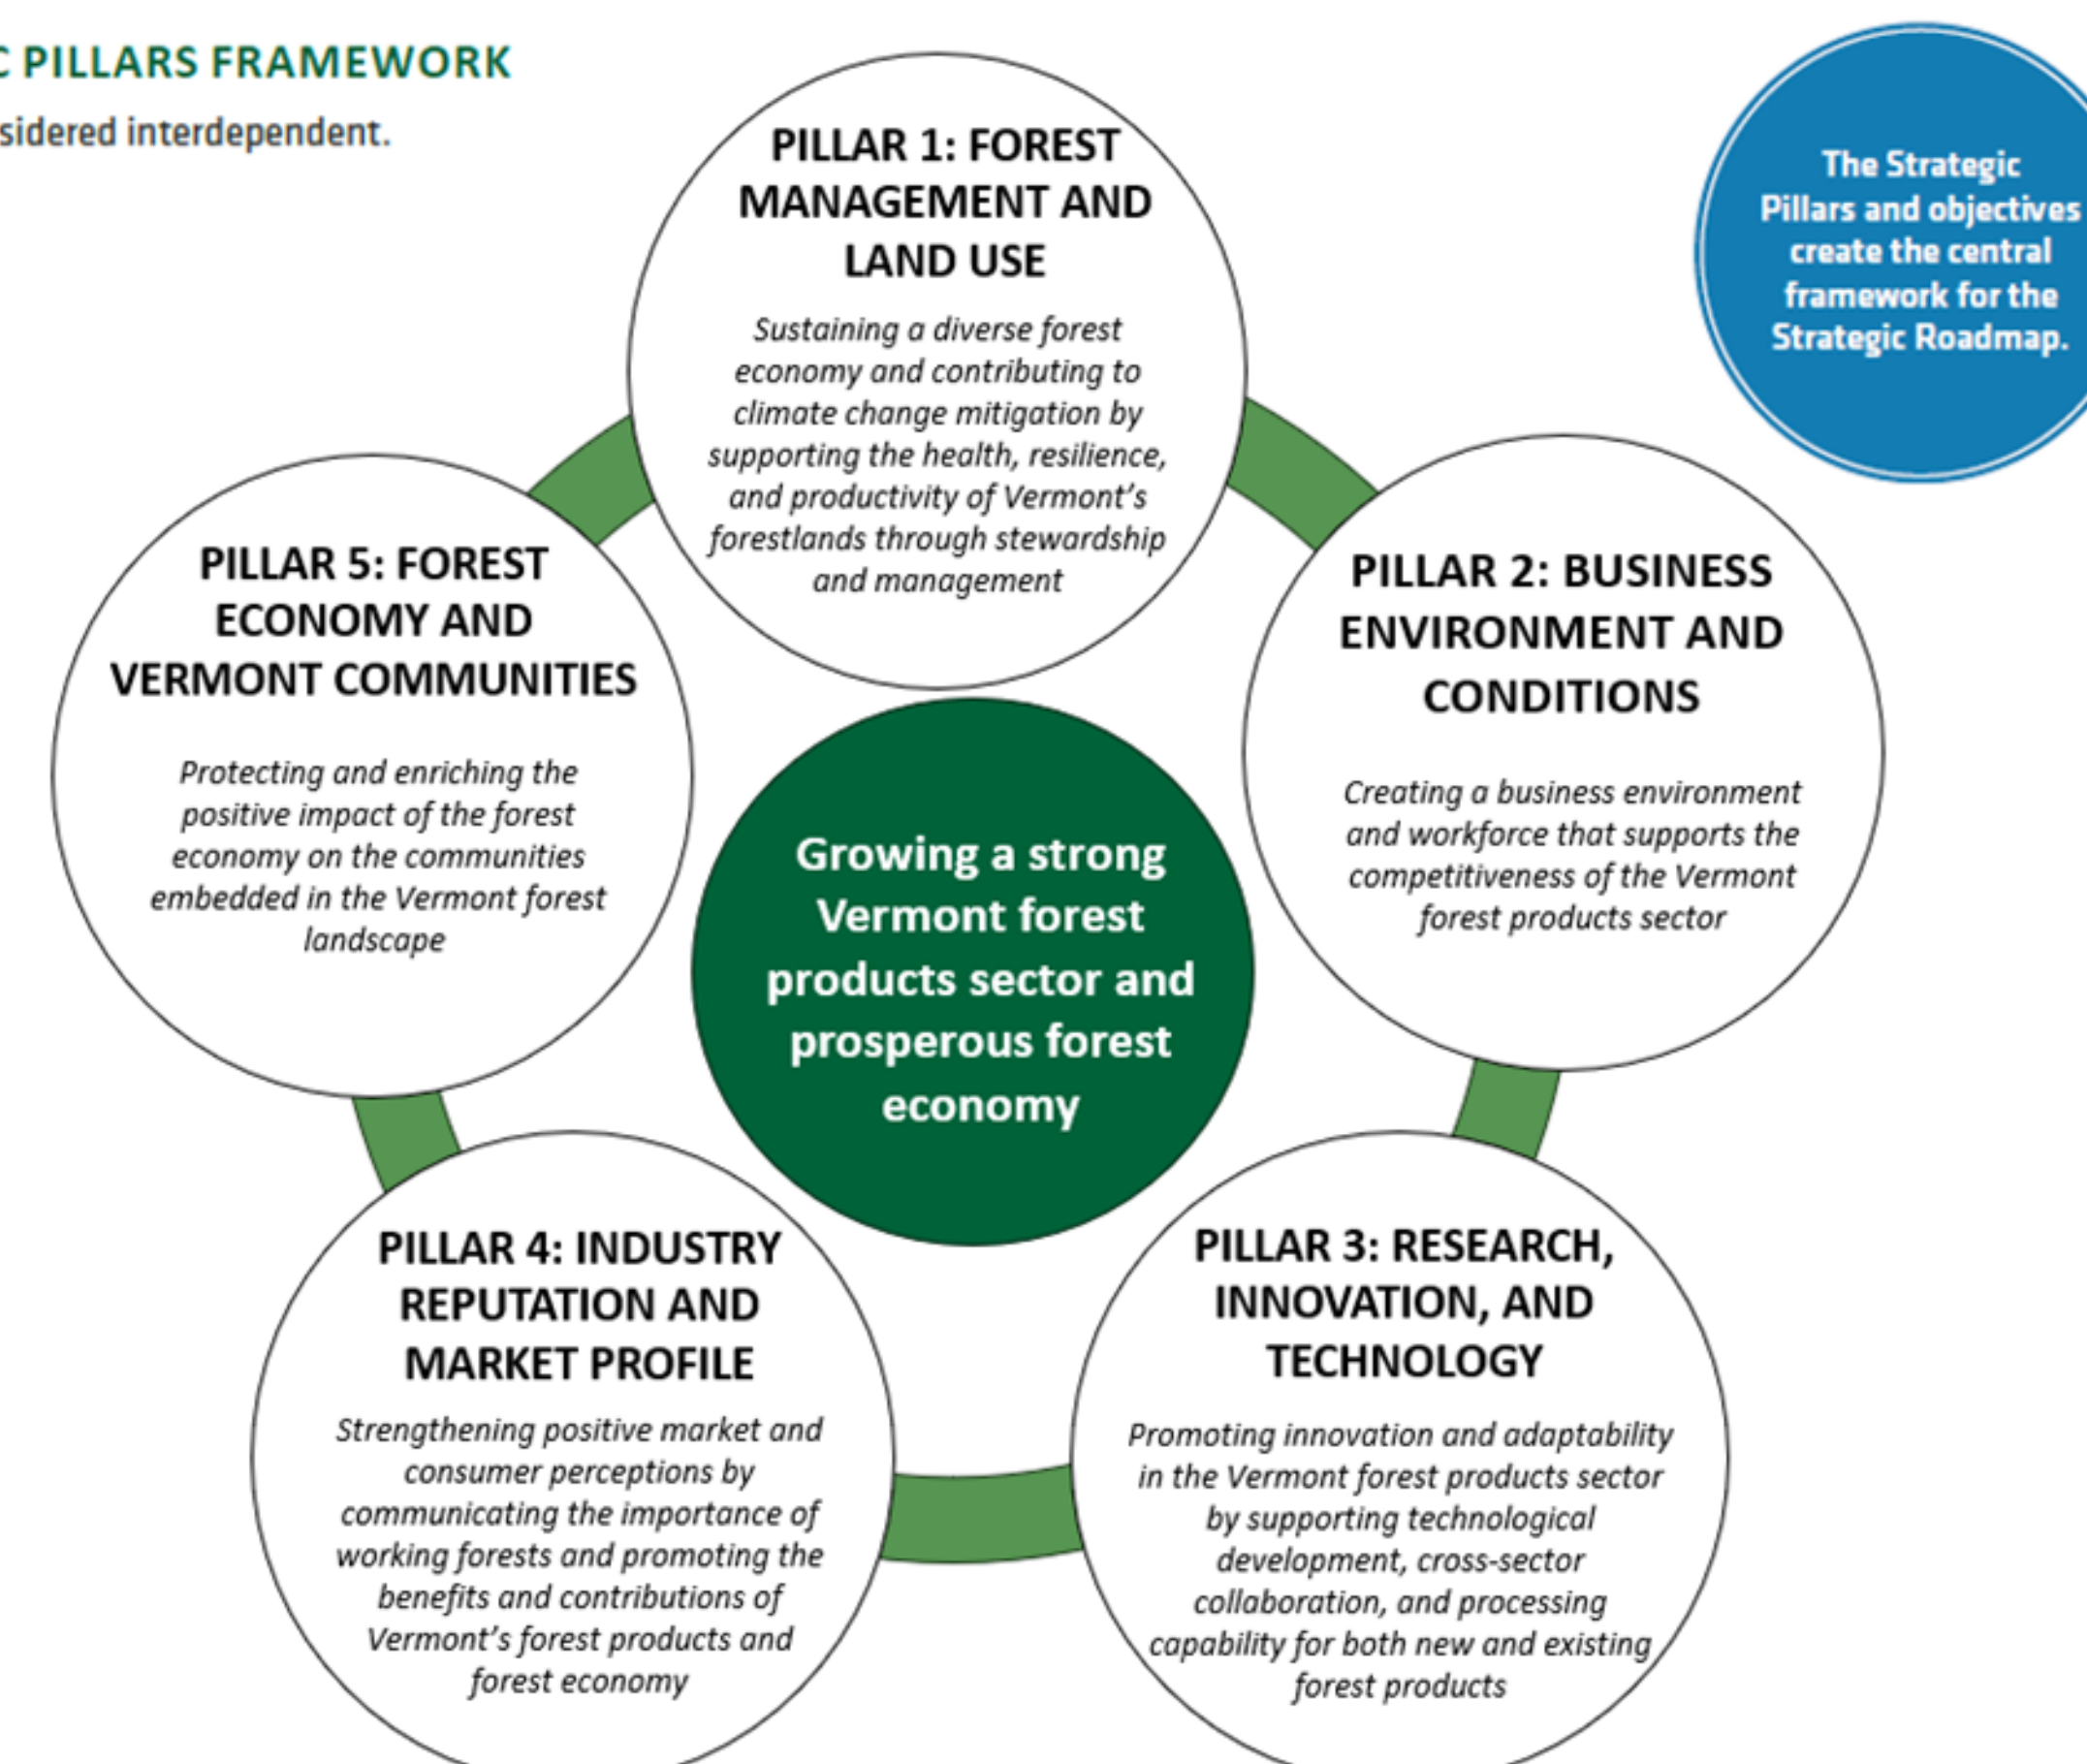 C PILLARS FRAMEWORK
sidered interdependent.
The Strategic
Pillars and objectives
create the central
framework for the
Strategic Roadmap.
PILLAR 1: FOREST
MANAGEMENT AND
LAND USE
Sustaining a diverse forest
economy and contributing to
climate change mitigation by
supporting the health, resilience,
and productivity of Vermont’s
forestlands through stewardship
and management
PILLAR 2: BUSINESS
ENVIRONMENT AND
CONDITIONS
Creating a business environment
and workforce that supports the
competitiveness of the Vermont
forest products sector
PILLAR 3: RESEARCH,
INNOVATION, AND
TECHNOLOGY
Promoting innovation and adaptability
in the Vermont forest products sector
by supporting technological
development, cross-sector
collaboration, and processing
capability for both new and existing
forest products
PILLAR 4: INDUSTRY
REPUTATION AND
MARKET PROFILE
Strengthening positive market and
consumer perceptions by
communicating the importance of
working forests and promoting the
benefits and contributions of
Vermont’s forest products and
forest economy
PILLAR 5: FOREST
ECONOMY AND
VERMONT COMMUNITIES
Protecting and enriching the
positive impact of the forest
economy on the communities
embedded in the Vermont forest
landscape
Growing a strong
Vermont forest
products sector and
prosperous forest
economy